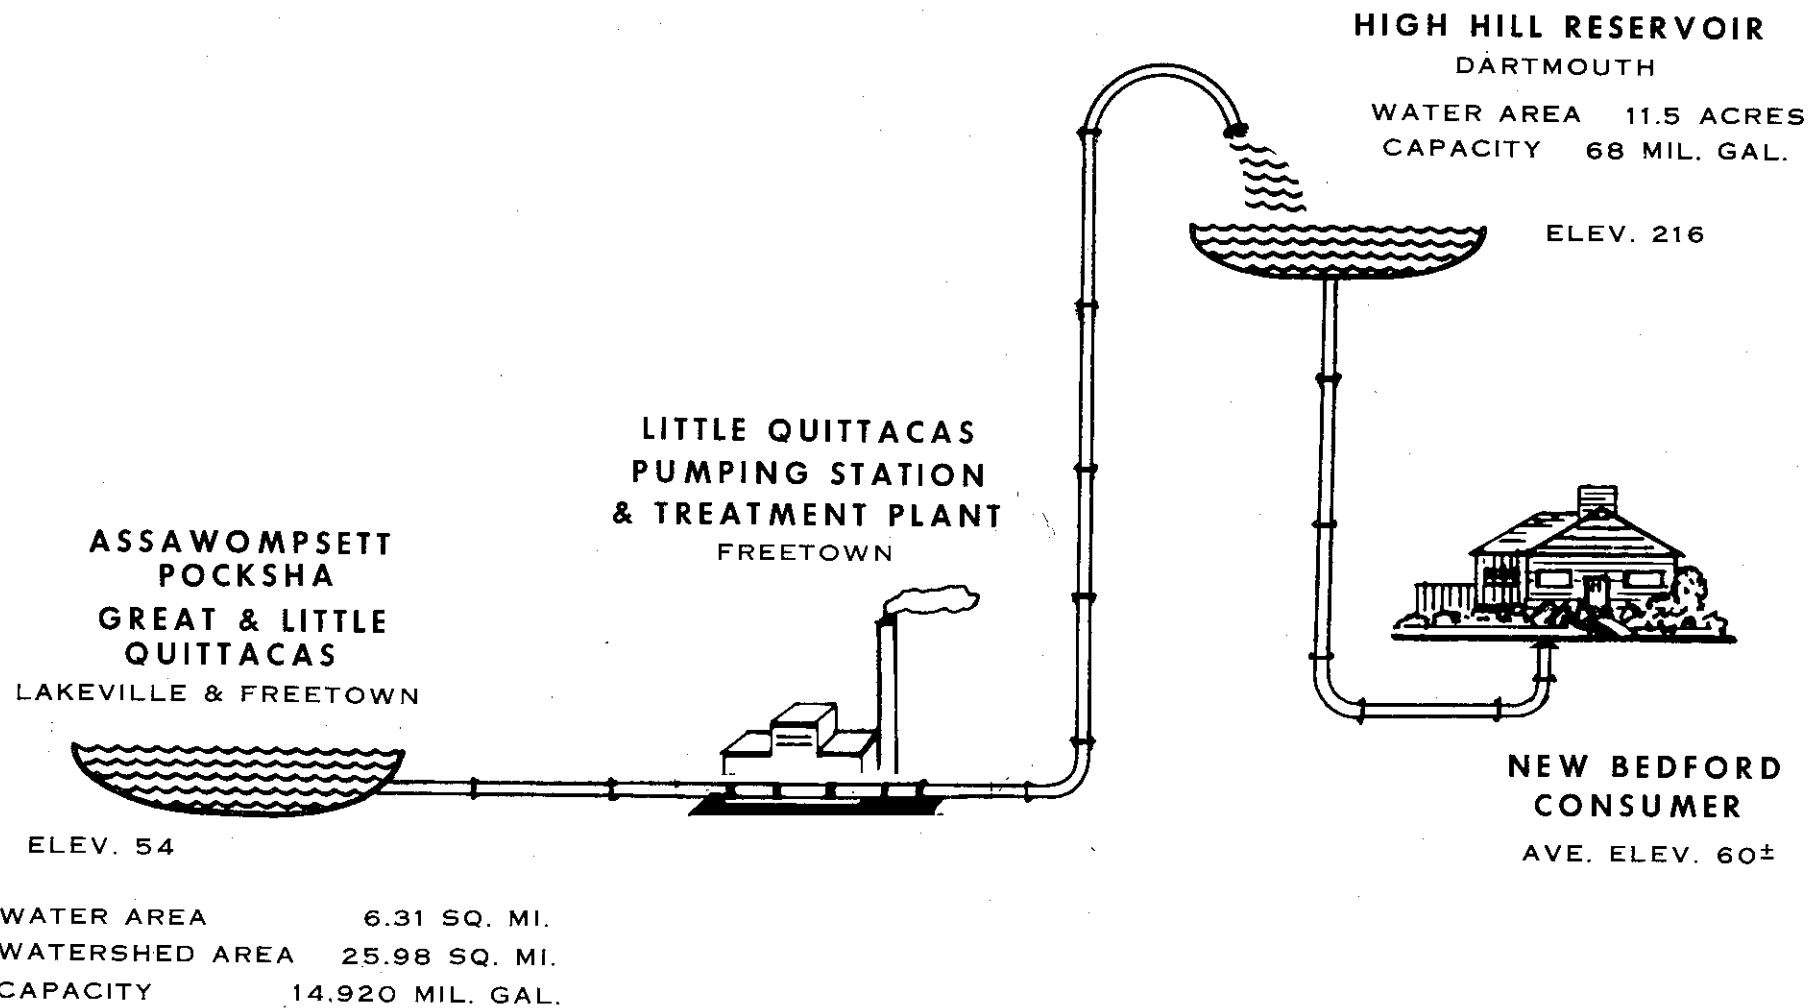 HIGH HILL RESERVOIR
DARTMOUTH
WATER AREA 11.5 ACRES
CAPACITY 68 MIL. GAL.
ELEV. 216
LITTLE QUITTACAS
PUMPING STATION
& TREATMENT PLANT
FREETOWN
ASSAWOMPSETT
POCKSHA
GREAT & LITTLE
QUITTACAS
LAKEVILLE & FREETOWN
ELEV. 54
WATER AREA 6.31 SQ. MI.
WATERSHED AREA 25.98 SQ. MI.
CAPACITY 14,920 MIL. GAL.
NEW BEDFORD
CONSUMER
AVE. ELEV. 60±